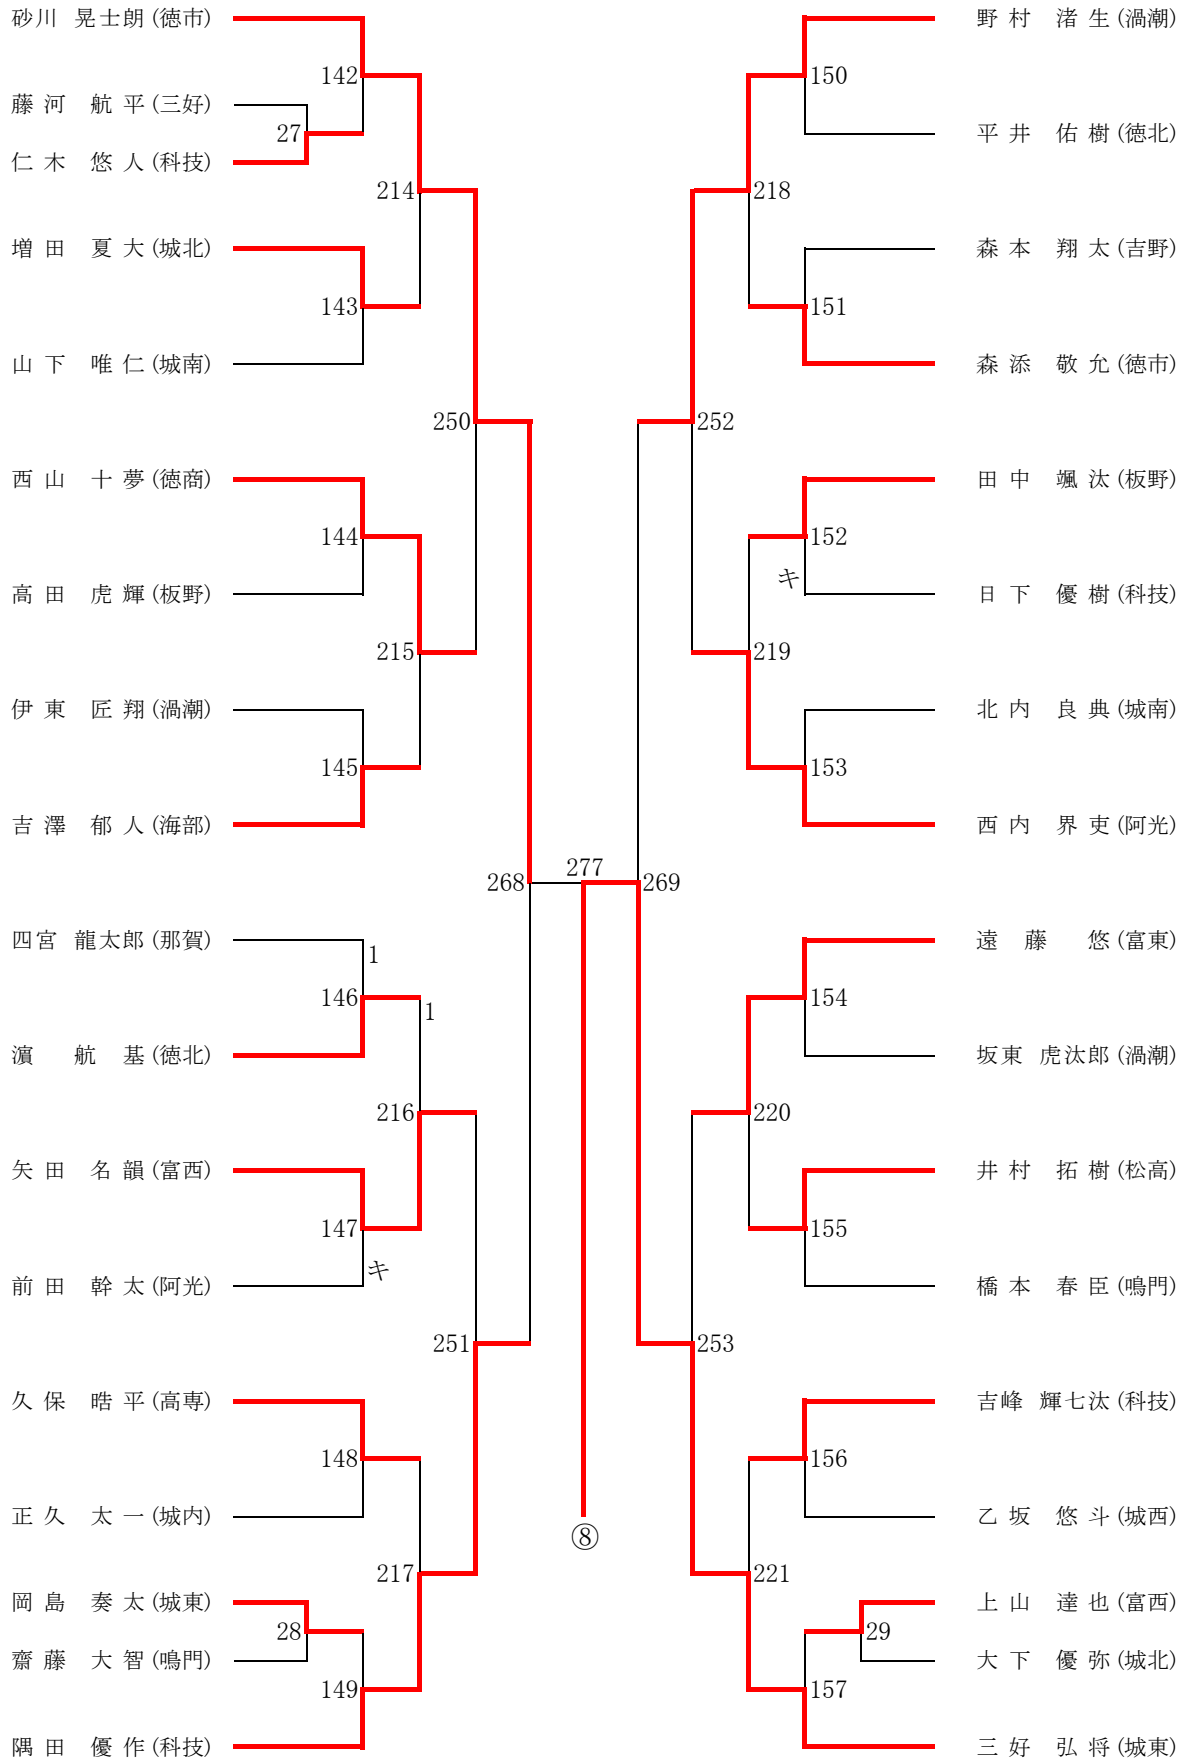 砂川 晃士朗 (徳市)
142
藤河 航平 (三好)
27
仁木 悠人 (科技)
214
増田 夏大 (城北)
143
山下 唯仁 (城南)
250
西山 十夢 (徳商)
144
高田 虎輝 (板野)
215
伊東 匠翔 (渦潮)
145
吉澤 郁人 (海部)
268
四宮 龍太郎 (那賀)
1
146
1
濵 航基 (徳北)
216
矢田 名韻 (富西)
147
キ
前田 幹太 (阿光)
251
久保 晧平 (高専)
148
正久 太一 (城内)
217
岡島 奏太 (城東)
28
齋藤 大智 (鳴門)
149
隅田 優作 (科技)
277
⑧
野村 渚生 (渦潮)
150
平井 佑樹 (徳北)
218
森本 翔太 (吉野)
151
森添 敬允 (徳市)
252
田中 颯汰 (板野)
152
キ
日下 優樹 (科技)
219
北内 良典 (城南)
153
西内 界吏 (阿光)
269
遠藤 悠 (富東)
154
坂東 虎汰郎 (渦潮)
220
井村 拓樹 (松高)
155
橋本 春臣 (鳴門)
253
吉峰 輝七汰 (科技)
156
乙坂 悠斗 (城西)
221
上山 達也 (富西)
29
大下 優弥 (城北)
157
三好 弘将 (城東)